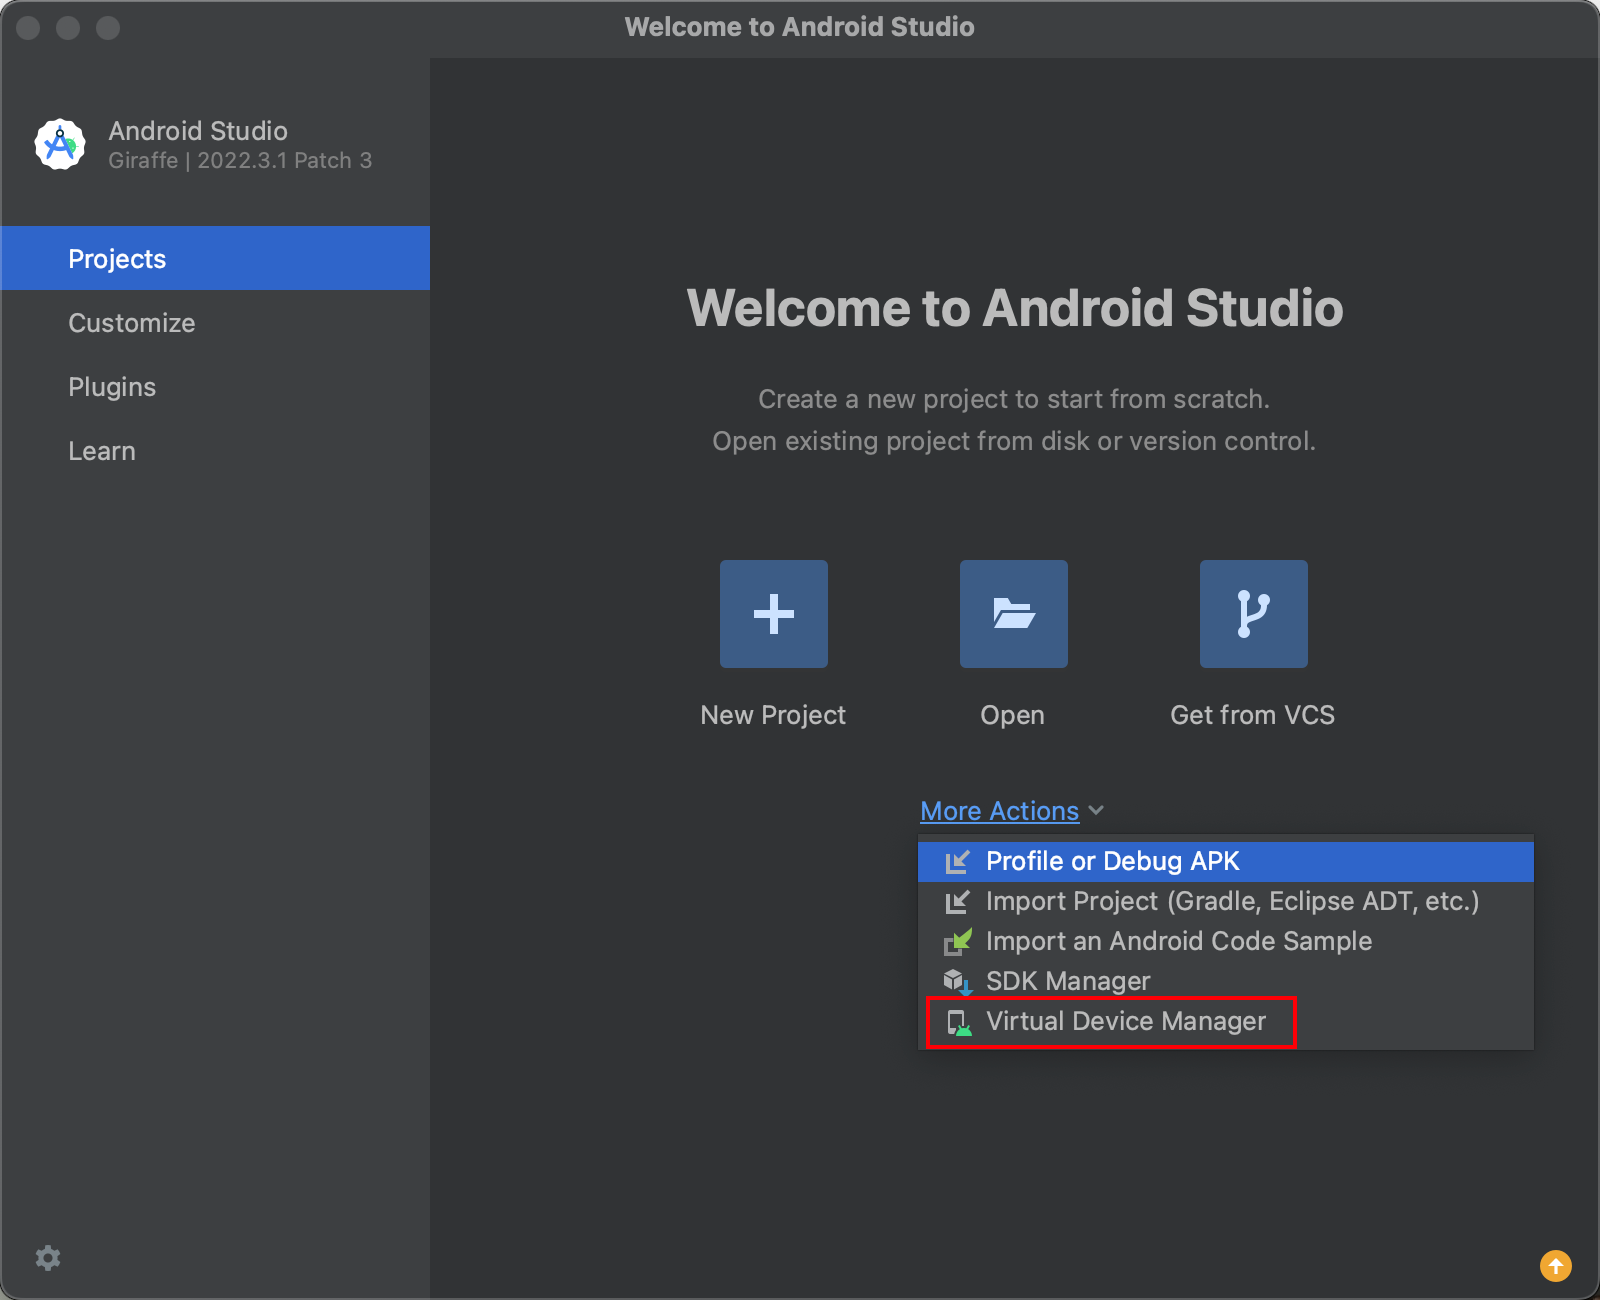 Welcome to Android Studio
Android Studio
Giraffe | 2022.3.1 Patch 3
Projects
Customize
Plugins
Learn
Welcome to Android Studio
Create a new project to start from scratch.
Open existing project from disk or version control.
New Project
Open
Get from VCS
More Actions
Profile or Debug APK
Import Project (Gradle, Eclipse ADT, etc.)
Import an Android Code Sample
SDK Manager
Virtual Device Manager